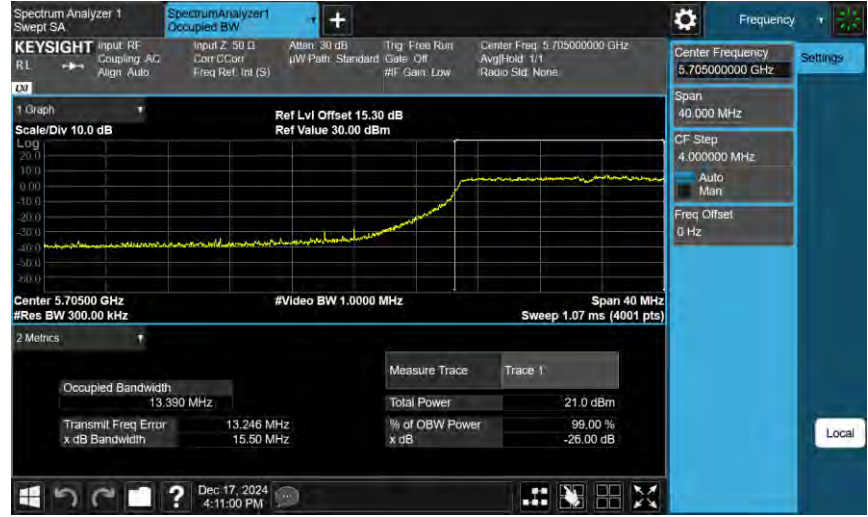 Spectrum Analyzer 1
Swept SA
SpectrumAnalyzer1
Occupied BW
Frequency
KEYSIGHT
RL
LXI
Input: RF
Coupling: AC
Align: Auto
Input Z: 50 Ω
Corr CCorr
Freq Ref: Int (S)
Atten: 30 dB
µW Path: Standard
Trig: Free Run
Gate: Off
#IF Gain: Low
Center Freq: 5.705000000 GHz
Avg|Hold: 1/1
Radio Std: None
Center Frequency
5.705000000 GHz
Settings
Span
40.000 MHz
CF Step
4.000000 MHz
Auto
Man
Freq Offset
0 Hz
1 Graph
Scale/Div 10.0 dB
Ref Lvl Offset 15.30 dB
Ref Value 30.00 dBm
Log
20.0
10.0
0.00
-10.0
-20.0
-30.0
-40.0
-50.0
-60.0
Center 5.70500 GHz
#Res BW 300.00 kHz
#Video BW 1.0000 MHz
Span 40 MHz
Sweep 1.07 ms (4001 pts)
2 Metrics
Measure Trace Trace 1
Occupied Bandwidth
13.390 MHz
Total Power 21.0 dBm
Transmit Freq Error 13.246 MHz
% of OBW Power 99.00 %
x dB Bandwidth 15.50 MHz
x dB -26.00 dB
Local
?
Dec 17, 2024
4:11:00 PM